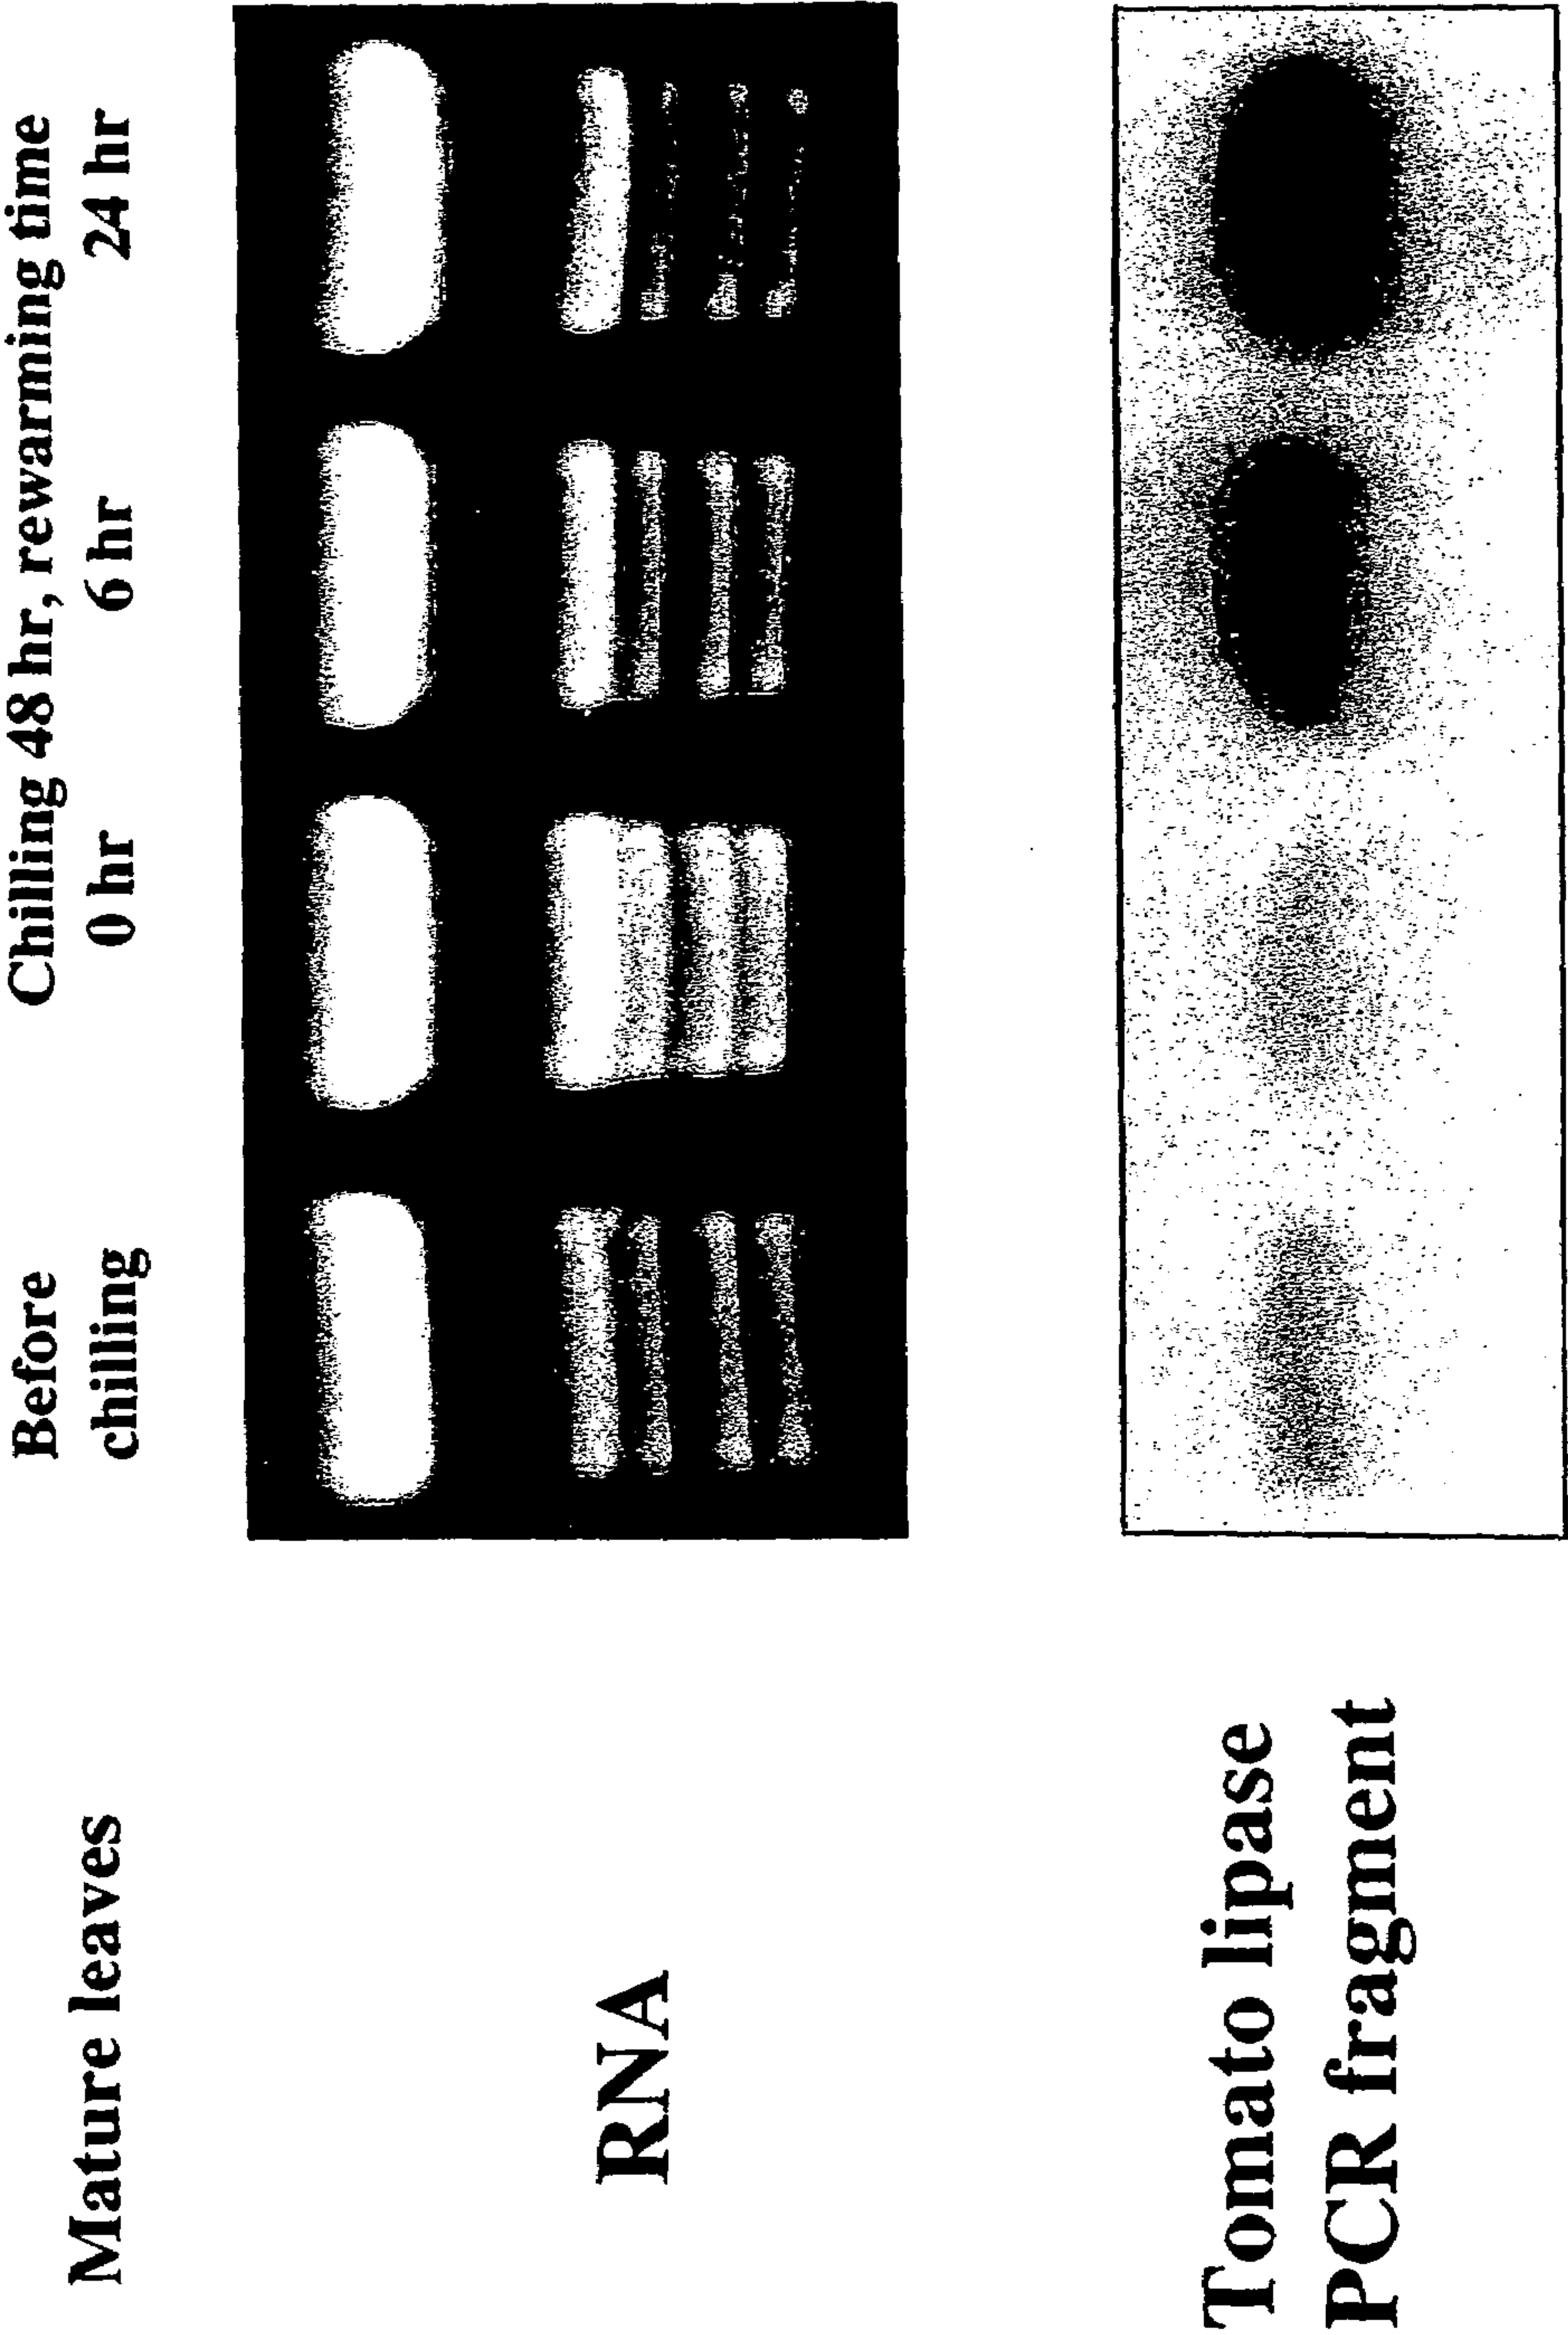 Mature leaves
Before
chilling
Chilling 48 hr, rewarming time
0 hr 6 hr 24 hr
RNA
Tomato lipase
PCR fragment